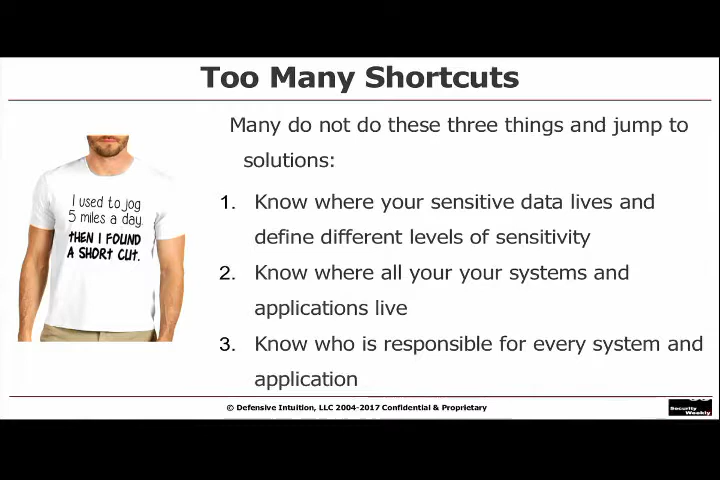 Too Many Shortcuts
I used to jog
5 miles a day.
THEN I FOUND
A SHORT CUT.
Many do not do these three things and jump to
solutions:
1. Know where your sensitive data lives and
define different levels of sensitivity
2. Know where all your your systems and
applications live
3. Know who is responsible for every system and
application
© Defensive Intuition, LLC 2004-2017 Confidential & Proprietary
Security
Weekly